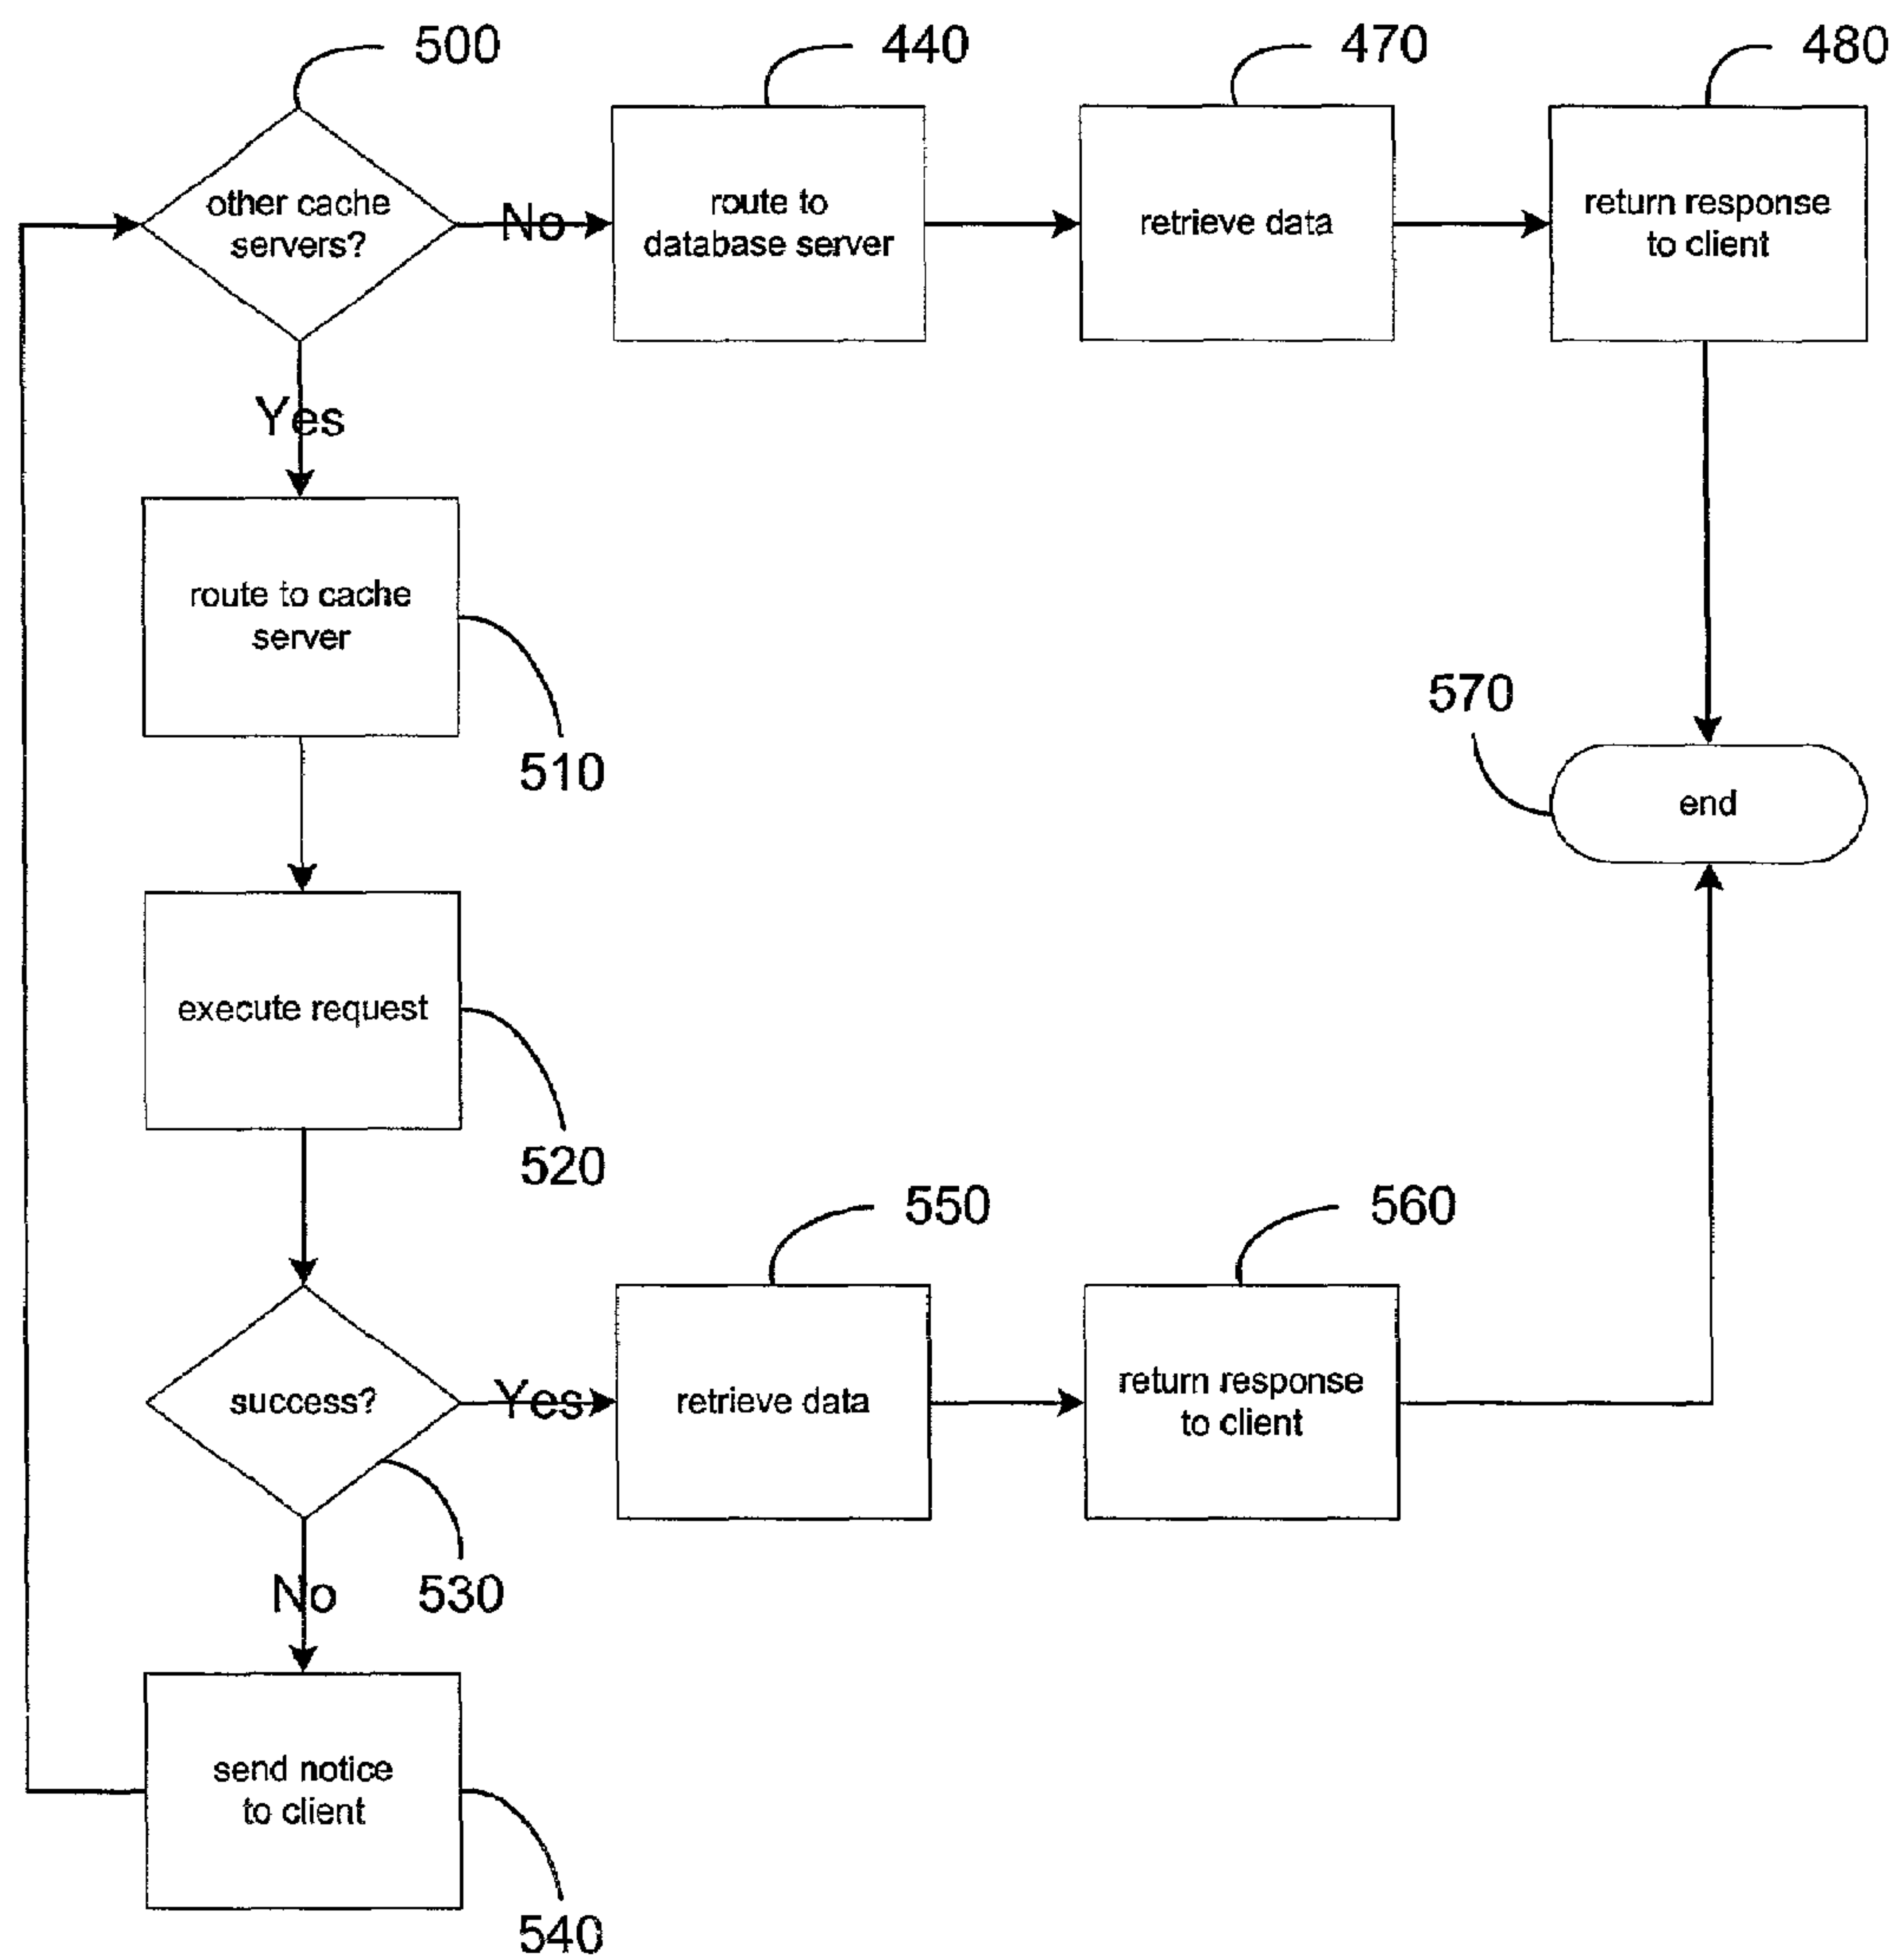 500
440
470
480
other cache
servers?
No
route to
database server
retrieve data
return response
to client
Yes
route to cache
server
510
570
end
execute request
520
550
560
success?
Yes
retrieve data
return response
to client
530
No
send notice
to client
540